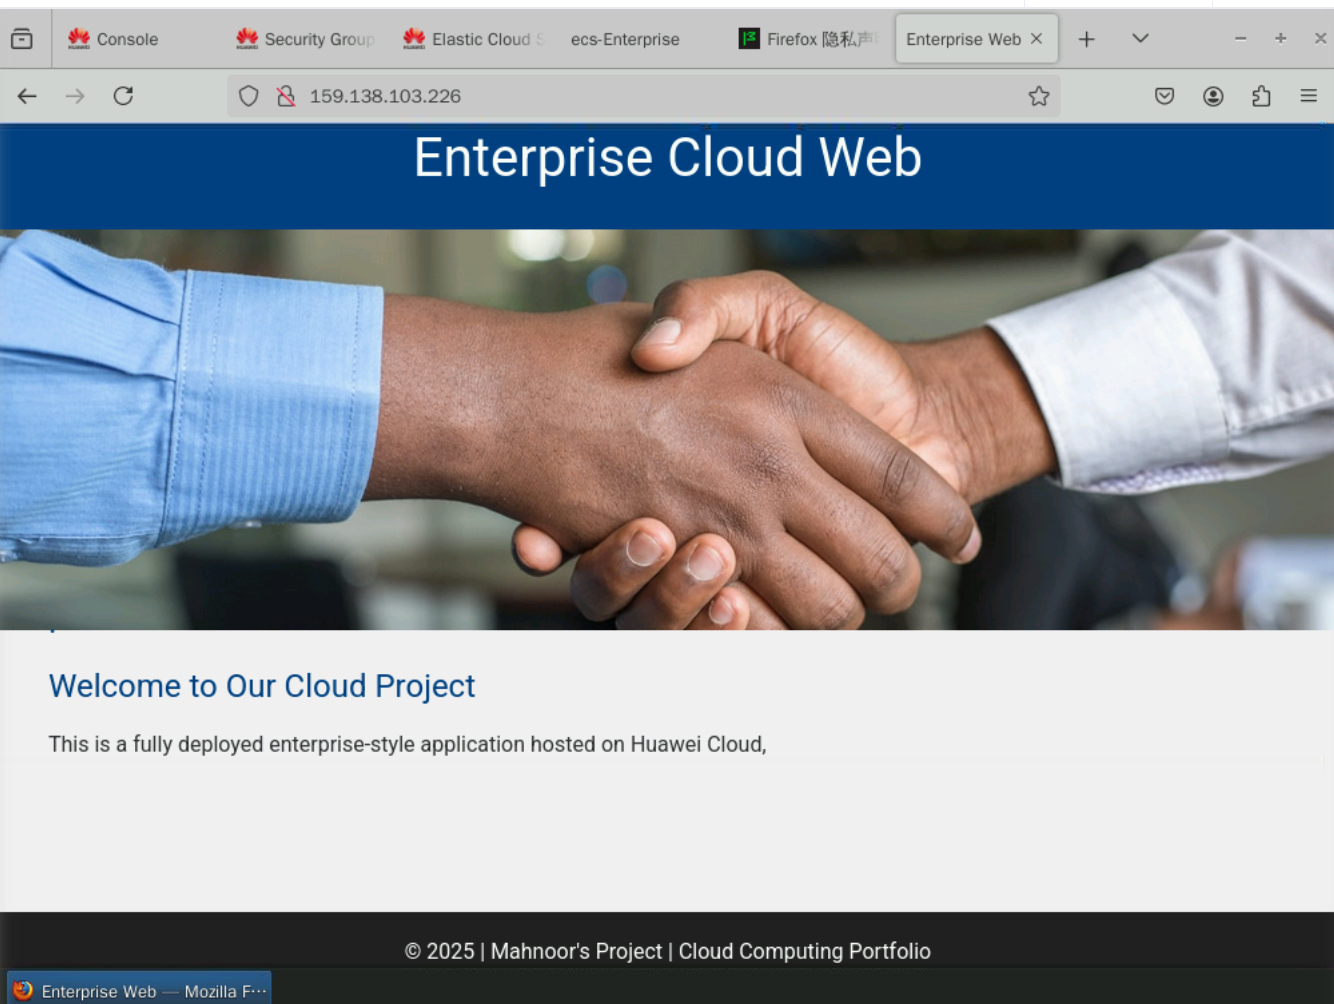 Console
Security Group
Elastic Cloud S
ecs-Enterprise
Firefox 隐私声
Enterprise Web
159.138.103.226
Enterprise Cloud Web
Welcome to Our Cloud Project
This is a fully deployed enterprise-style application hosted on Huawei Cloud,
© 2025 | Mahnoor's Project | Cloud Computing Portfolio
Enterprise Web — Mozilla F···